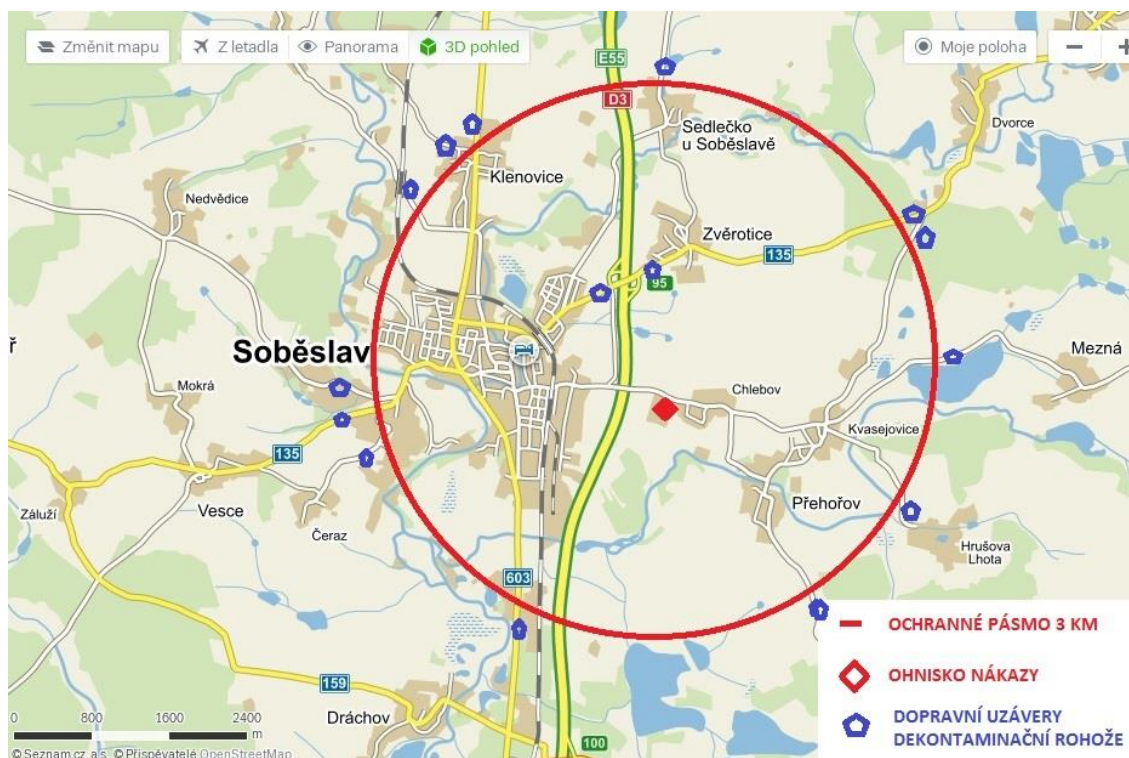 Změnit mapu
Z letadla
Panorama
3D pohled
Moje poloha
E55
D3
Sedlečko
u Soběslavě
Dvorce
Klenovice
Nedvědice
Zvěrotice
135
95
Soběslav
Mezná
Mokrá
Chlebov
Kvasejovice
135
Vesce
Záluží
Čeraz
Přehořov
Hrušova
Lhota
603
159
Dráchov
100
0 800 1600 2400
m
© Seznam.cz, a.s. © Přispěvatelé OpenStreetMap
OCHRANNÉ PÁSMO 3 KM
OHNISKO NÁKAZY
DOPRAVNÍ UZÁVERY
DEKONTAMINAČNÍ ROHOŽE